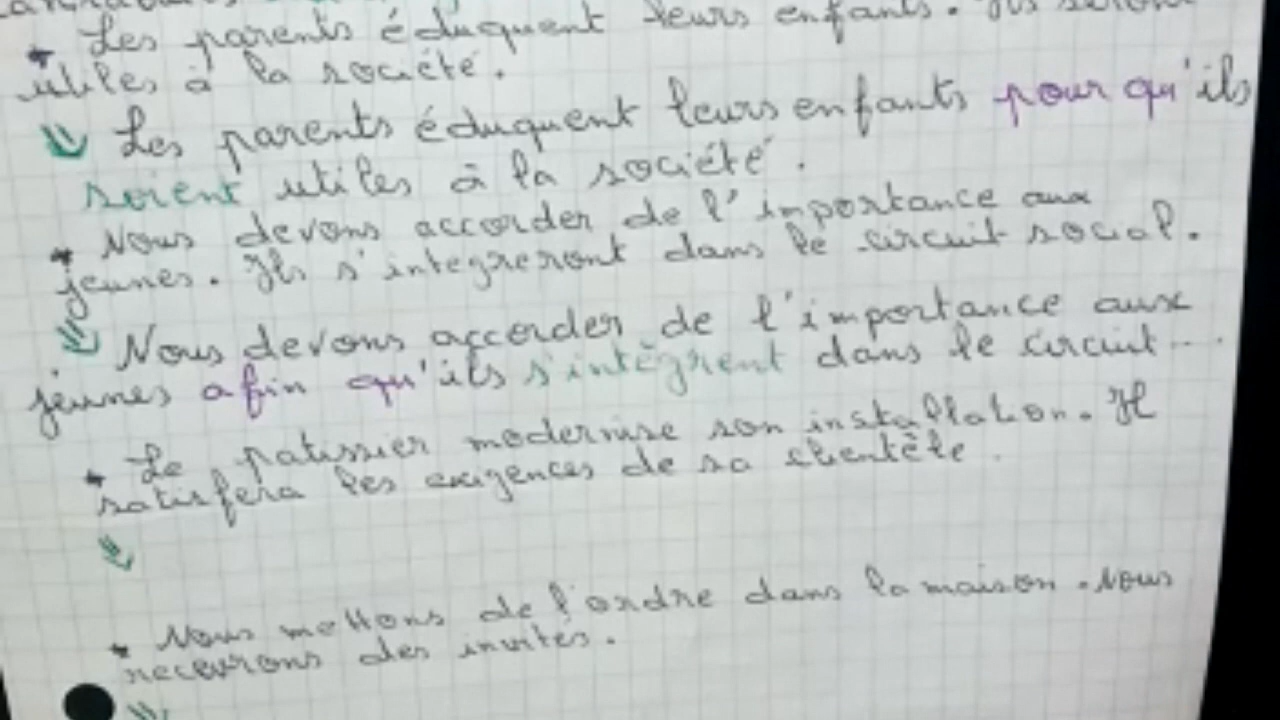 * Les parents éduquent leurs enfants. Ils seront
utiles à la société.
Les parents éduquent leurs enfants pour qu'ils
soient utiles à la société.
* Nous devons accorder de l'importance aux
jeunes. Ils s'integreront dans le circuit social.
Nous devons accorder de l'importance aux
jeunes afin qu'ils s'intègrent dans le circuit...
* Le patissier modernise son installation. Il
satisfera les exigences de sa clientèle.
* Nous mettons de l'ordre dans la maison. Nous
recevrons des invites.